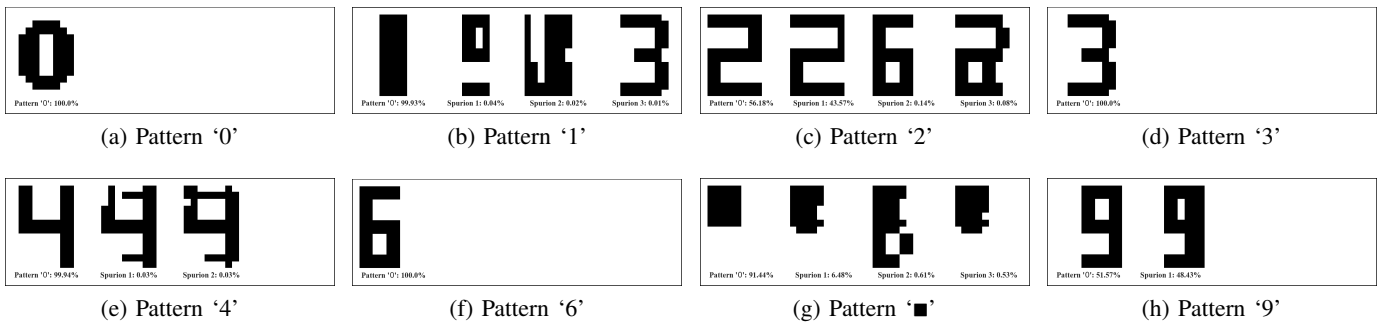 Pattern '0': 100.0%
Pattern '0': 99.93% Spurion 1: 0.04% Spurion 2: 0.02% Spurion 3: 0.01%
Pattern '0': 56.18% Spurion 1: 43.57% Spurion 2: 0.14% Spurion 3: 0.08%
Pattern '0': 100.0%
(a) Pattern ‘0’
(b) Pattern ‘1’
(c) Pattern ‘2’
(d) Pattern ‘3’
Pattern '0': 99.94% Spurion 1: 0.03% Spurion 2: 0.03%
Pattern '0': 100.0%
Pattern '0': 91.44% Spurion 1: 6.48% Spurion 2: 0.61% Spurion 3: 0.53%
Pattern '0': 51.57% Spurion 1: 48.43%
(e) Pattern ‘4’
(f) Pattern ‘6’
(g) Pattern ‘■’
(h) Pattern ‘9’